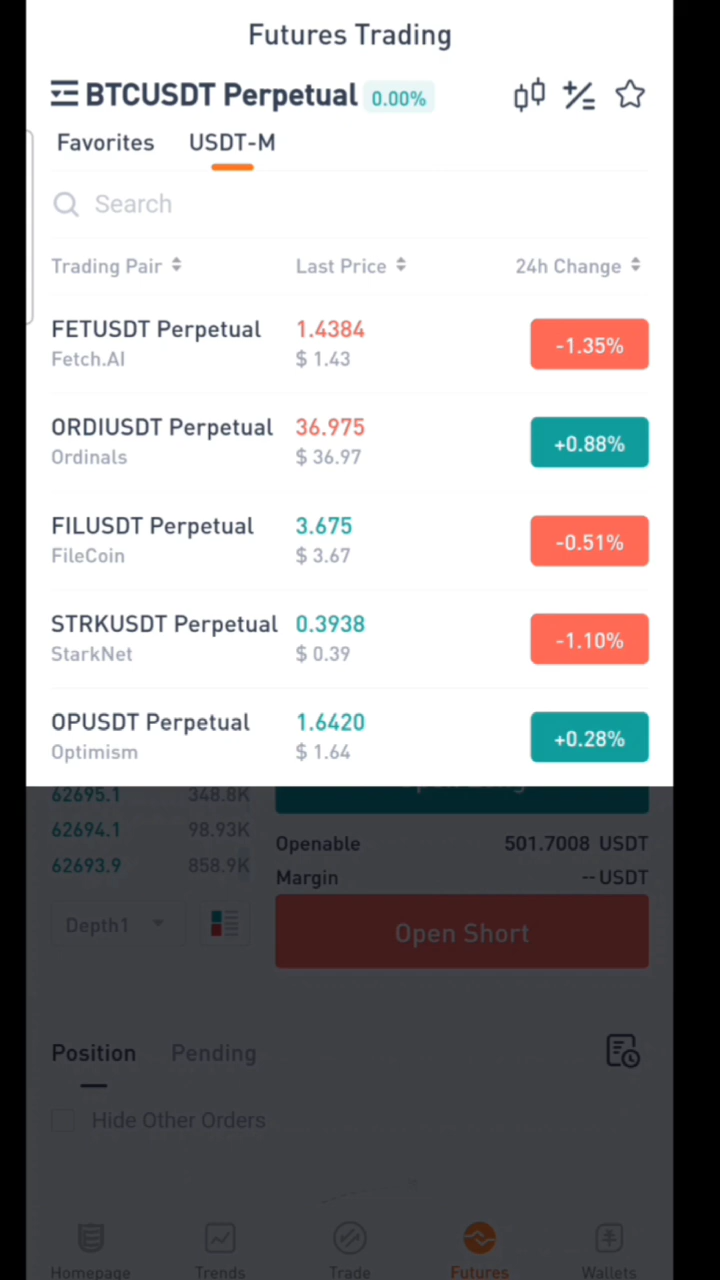 Futures Trading
BTCUSDT Perpetual 0.00%
Favorites USDT-M
Search
Trading Pair Last Price 24h Change
FETUSDT Perpetual 1.4384 -1.35%
Fetch.AI $ 1.43
ORDIUSDT Perpetual 36.975 +0.88%
Ordinals $ 36.97
FILUSDT Perpetual 3.675 -0.51%
FileCoin $ 3.67
STRKUSDT Perpetual 0.3938 -1.10%
StarkNet $ 0.39
OPUSDT Perpetual 1.6420 +0.28%
Optimism $ 1.64
62695.1 348.8K
62694.1 98.93K
Openable 501.7008 USDT
62693.9 858.9K
Margin --USDT
Depth1
Open Short
Position Pending
Hide Other Orders
Homepage Trends Trade Futures Wallets